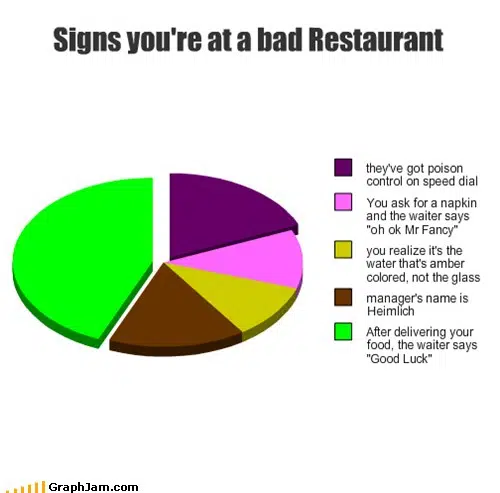 Signs you're at a bad Restaurant
they've got poison
control on speed dial
You ask for a napkin
and the waiter says
"oh ok Mr Fancy"
you realize it's the
water that's amber
colored, not the glass
manager's name is
Heimlich
After delivering your
food, the waiter says
"Good Luck"
GraphJam.com